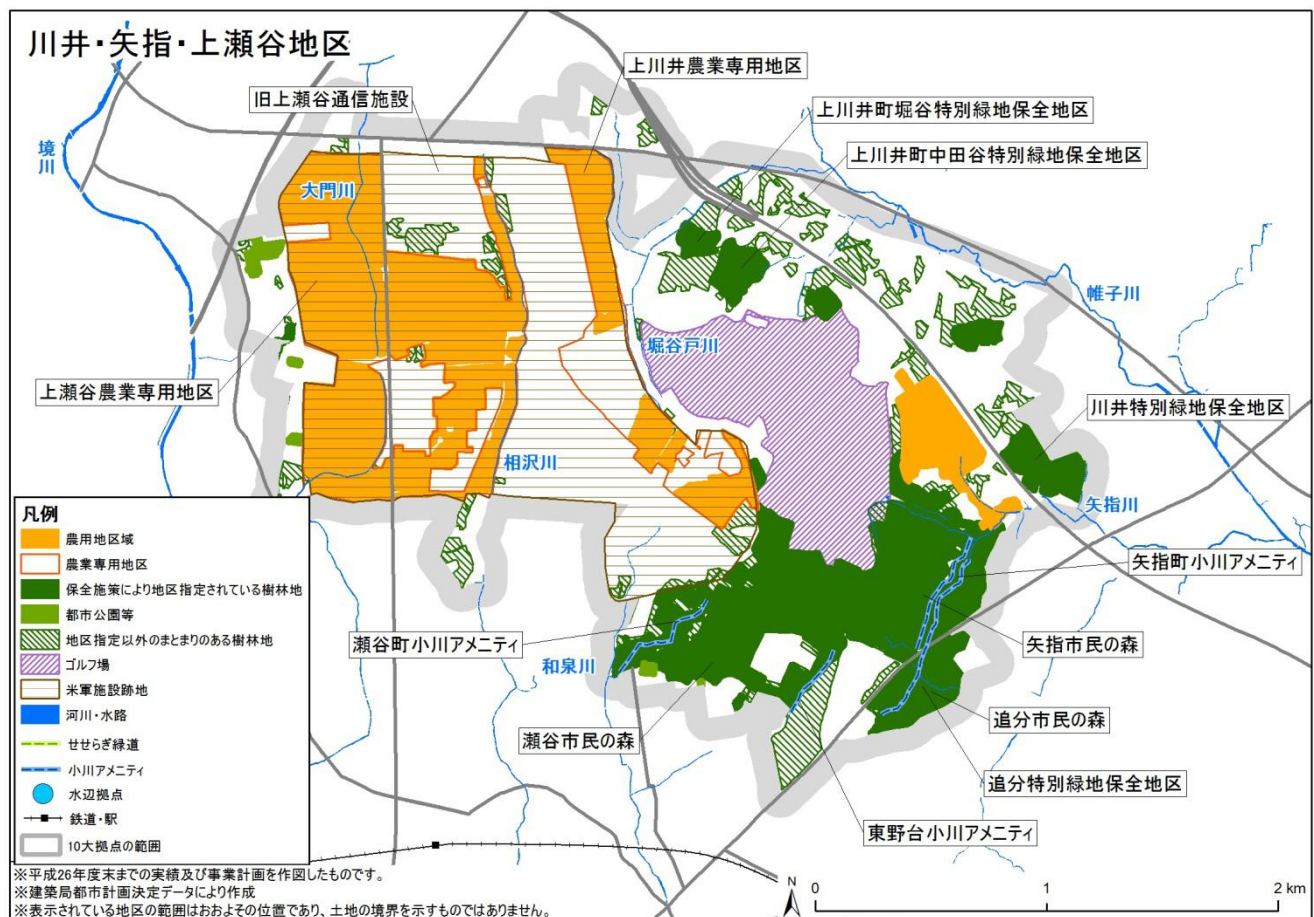 川井・矢指・上瀬谷地区
上川井農業専用地区
旧上瀬谷通信施設
上川井町堀谷特別緑地保全地区
上川井町中田谷特別緑地保全地区
境川
大門川
帷子川
堀谷戸川
上瀬谷農業専用地区
川井特別緑地保全地区
相沢川
矢指川
矢指町小川アメニティ
瀬谷町小川アメニティ
矢指市民の森
和泉川
追分市民の森
瀬谷市民の森
追分特別緑地保全地区
東野台小川アメニティ
凡例
農用地区域
農業専用地区
保全施策により地区指定されている樹林地
都市公園等
地区指定以外のまとまりのある樹林地
ゴルフ場
米軍施設跡地
河川・水路
せせらぎ緑道
小川アメニティ
水辺拠点
鉄道・駅
10大拠点の範囲
※平成26年度末までの実績及び事業計画を作図したものです。
※建築局都市計画決定データにより作成
※表示されている地区の範囲はおおよその位置であり、土地の境界を示すものではありません。
N
0 1 2 km